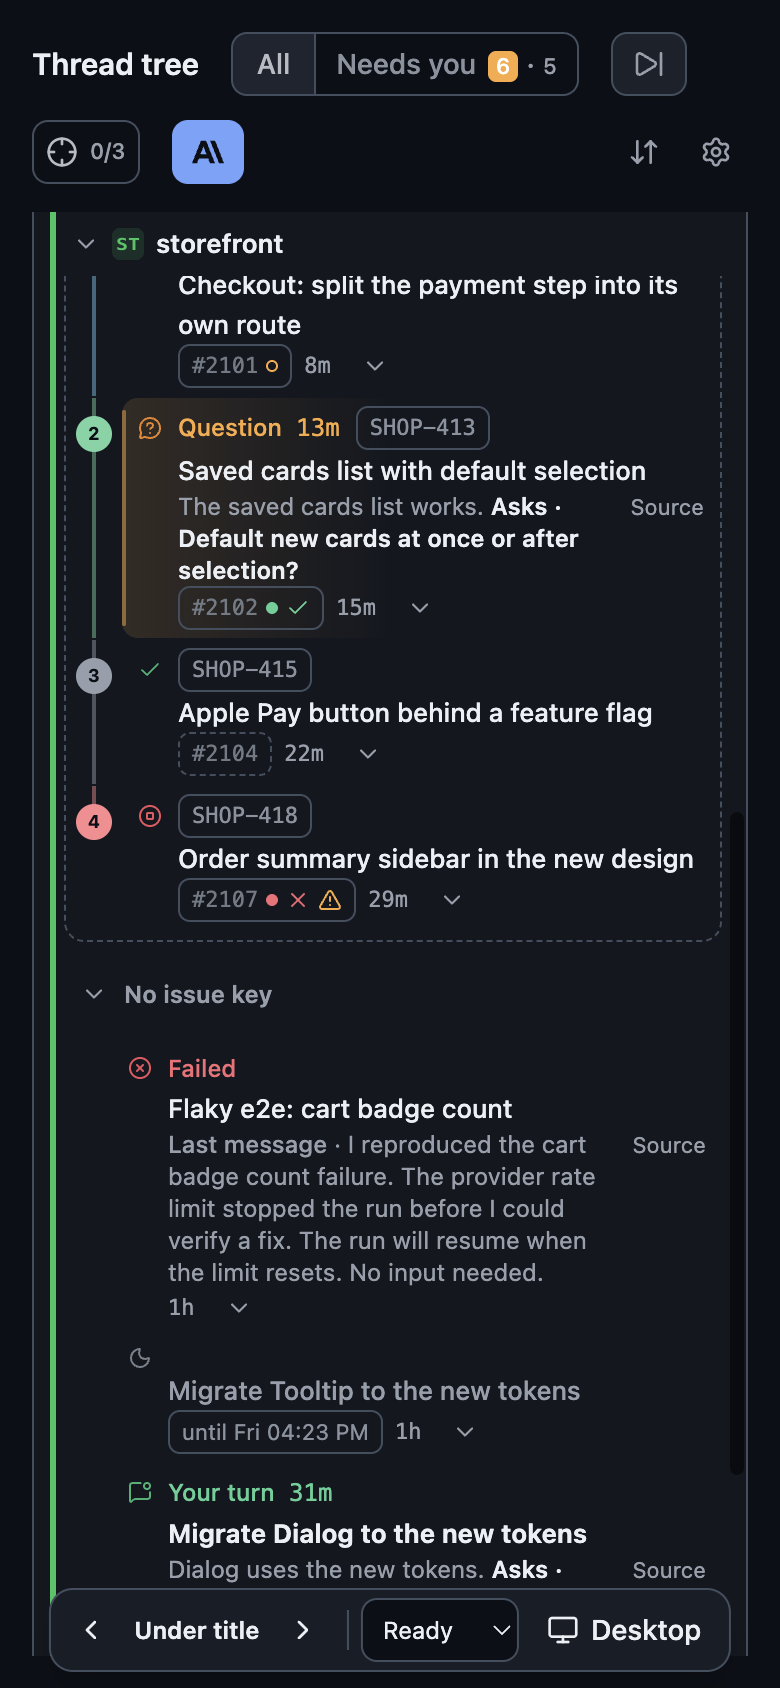 Thread tree
All
Needs you 6 · 5
0/3
ST storefront
Checkout: split the payment step into its
own route
#2101 8m
2
Question 13m SHOP-413
Saved cards list with default selection
The saved cards list works. Asks · Source
Default new cards at once or after
selection?
#2102 15m
3
SHOP-415
Apple Pay button behind a feature flag
#2104 22m
4
SHOP-418
Order summary sidebar in the new design
#2107 29m
No issue key
Failed
Flaky e2e: cart badge count
Last message · I reproduced the cart Source
badge count failure. The provider rate
limit stopped the run before I could
verify a fix. The run will resume when
the limit resets. No input needed.
1h
Migrate Tooltip to the new tokens
until Fri 04:23 PM 1h
Your turn 31m
Migrate Dialog to the new tokens
Dialog uses the new tokens. Asks · Source
Under title
Ready
Desktop